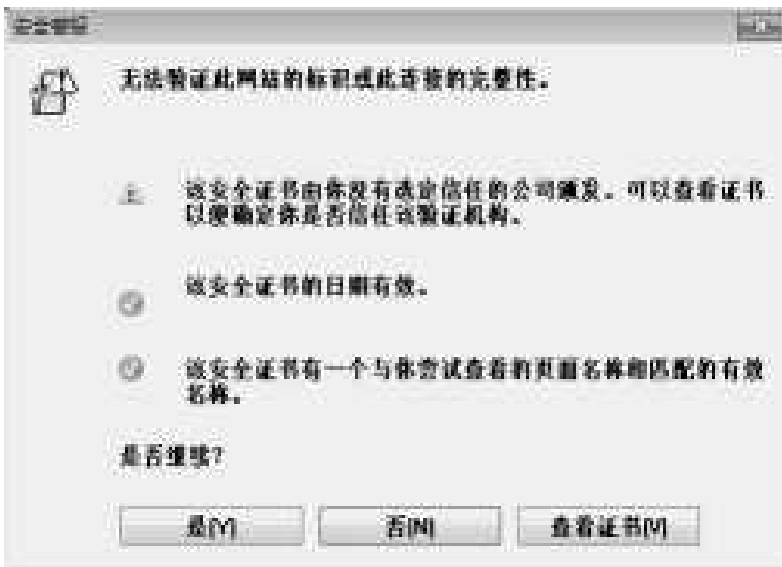 安全警报
无法验证此网站的标识或此连接的完整性。
该安全证书由你没有选定信任的公司颁发。可以查看证书
以便确定你是否信任该验证机构。
该安全证书的日期有效。
该安全证书有一个与你尝试查看的页面名称相匹配的有效
名称。
是否继续?
是[Y] 否[N] 查看证书[V]